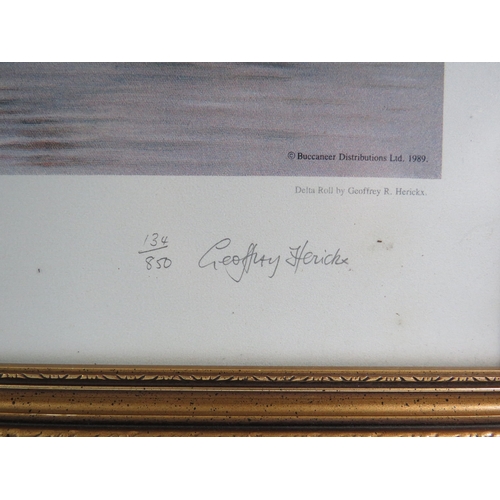 © Buccaneer Distributions Ltd. 1989.
Delta Roll by Geoffrey R. Herickx.
134
850
Geoffrey Herickx